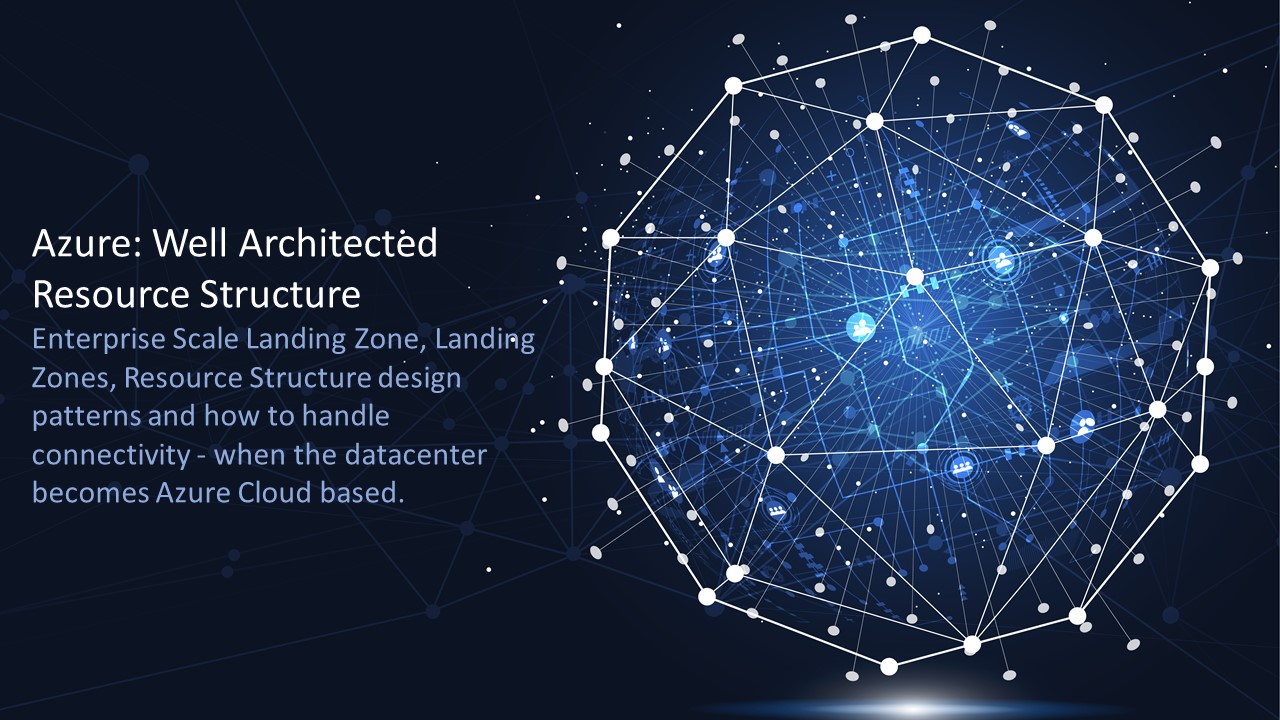 Azure: Well Architected
Resource Structure
Enterprise Scale Landing Zone, Landing
Zones, Resource Structure design
patterns and how to handle
connectivity - when the datacenter
becomes Azure Cloud based.